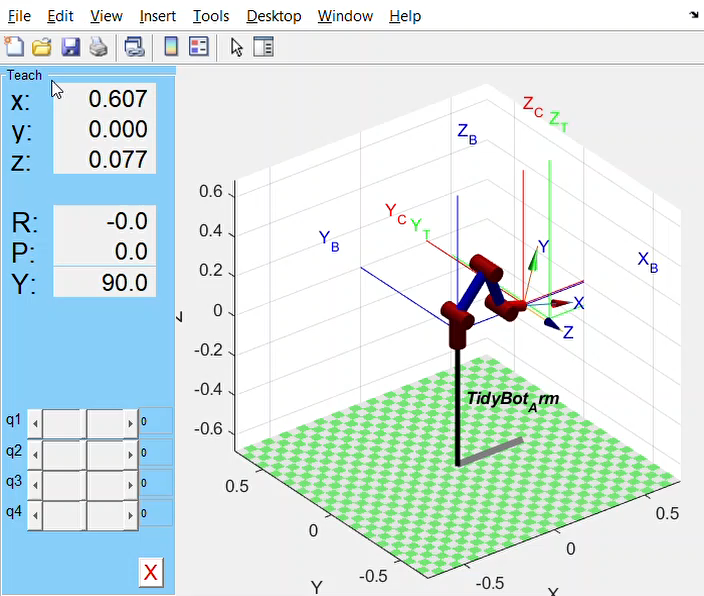 File Edit View Insert Tools Desktop Window Help
Teach
x: 0.607
y: 0.000
z: 0.077
R: -0.0
P: 0.0
Y: 90.0
q1 0
q2 0
q3 0
q4 0
X
Z_C
Z_T
Z_B
Y_C
Y_T
Y_B
X_B
Y
X
Z
TidyBot_Arm
0.6
0.4
0.2
0
-0.2
-0.4
-0.6
0.5
0
-0.5
Y
-0.5
0
0.5
X